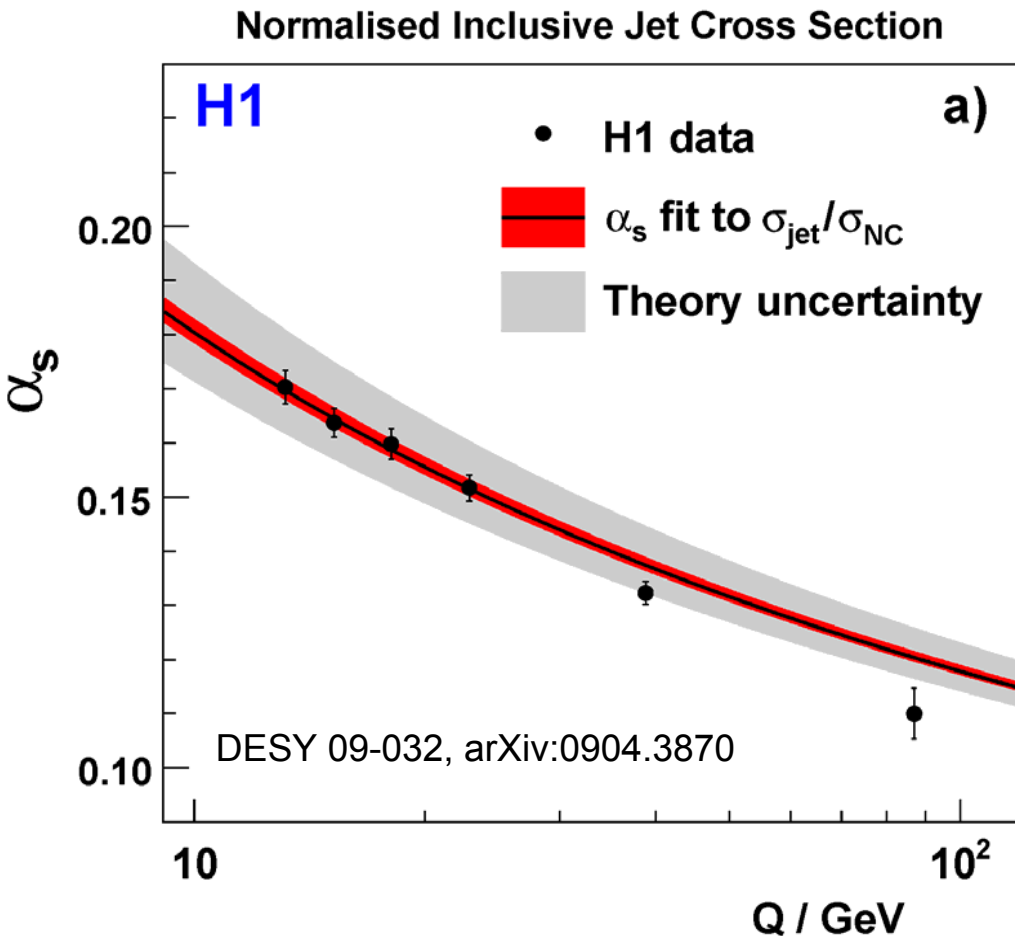 Normalised Inclusive Jet Cross Section
H1
a)
H1 data
αs fit to σjet/σNC
Theory uncertainty
αs
0.20
0.15
0.10
DESY 09-032, arXiv:0904.3870
10
10²
Q / GeV